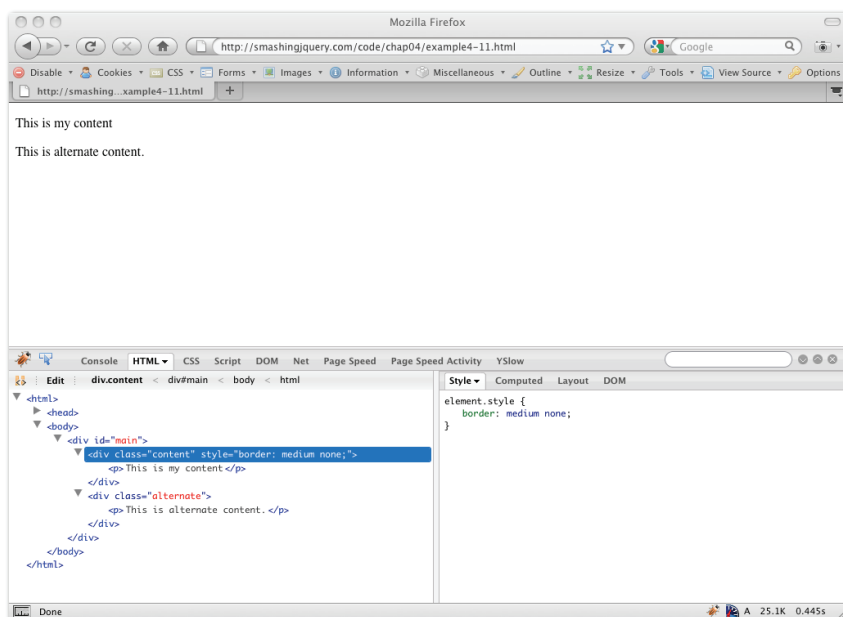 Mozilla Firefox
http://smashingjquery.com/code/chap04/example4-11.html Google
Disable Cookies CSS Forms Images Information Miscellaneous Outline Resize Tools View Source Options
http://smashing...xample4-11.html +
This is my content
This is alternate content.
Console HTML CSS Script DOM Net Page Speed Page Speed Activity YSlow
Edit div.content < div#main < body < html
Style Computed Layout DOM
<html>
<head>
<body>
<div id="main">
<div class="content" style="border: medium none;">
<p>This is my content</p>
</div>
<div class="alternate">
<p>This is alternate content.</p>
</div>
</div>
</body>
</html>
element.style {
border: medium none;
}
Done A 25.1K 0.445s